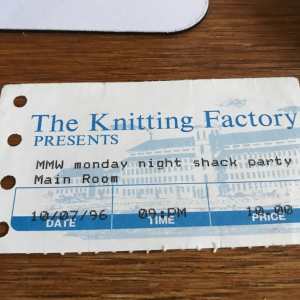 The Knitting Factory
PRESENTS
MMW monday night shack party
Main Room
10/07/96 09:PM 10.00
DATE TIME PRICE